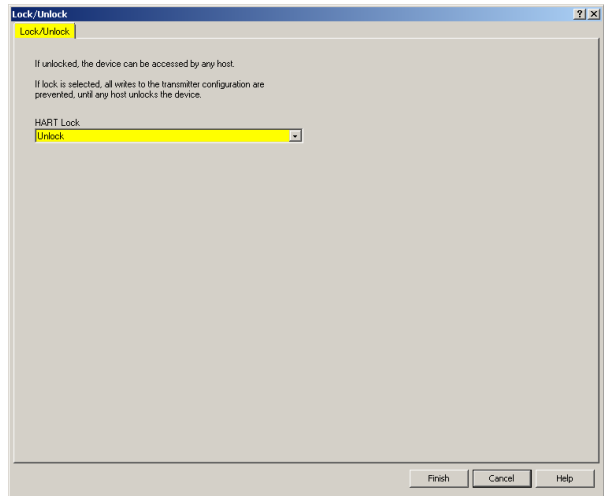 Lock/Unlock
Lock/Unlock
If unlocked, the device can be accessed by any host.
If lock is selected, all writes to the transmitter configuration are
prevented, until any host unlocks the device.
HART Lock
Unlock
Finish Cancel Help